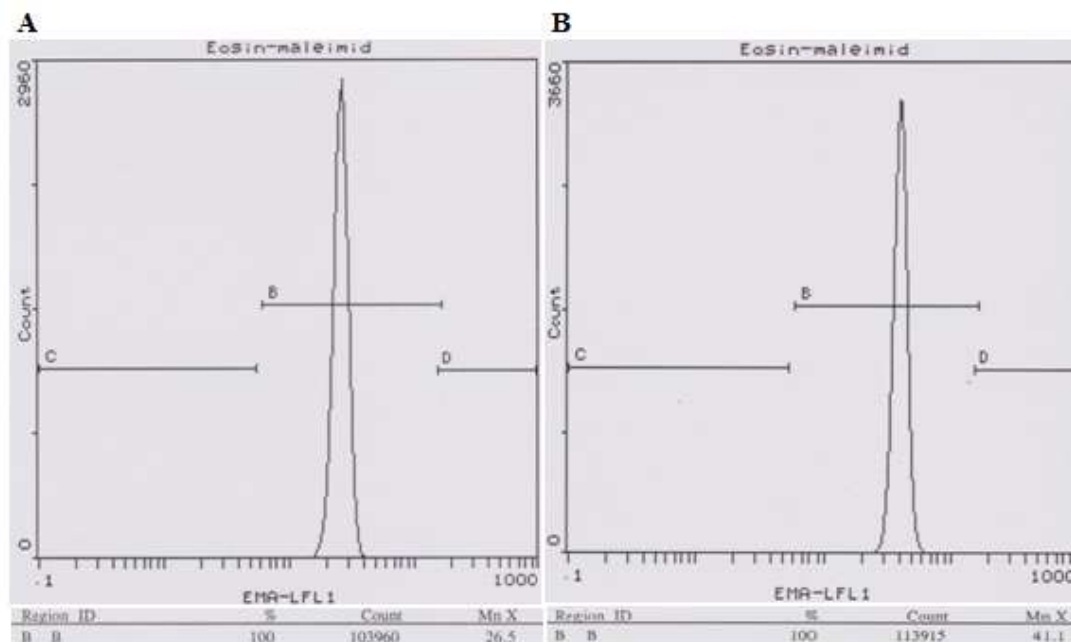 A
Eosin-maleimid
2960
Count
0
B
C
D
.1
1000
EMA-LFL1
Region ID % Count Mn X
B B 100 103960 26.5
B
Eosin-maleimid
3660
Count
0
B
C
D
.1
1000
EMA-LFL1
Region ID % Count Mn X
B B 100 113915 41.1